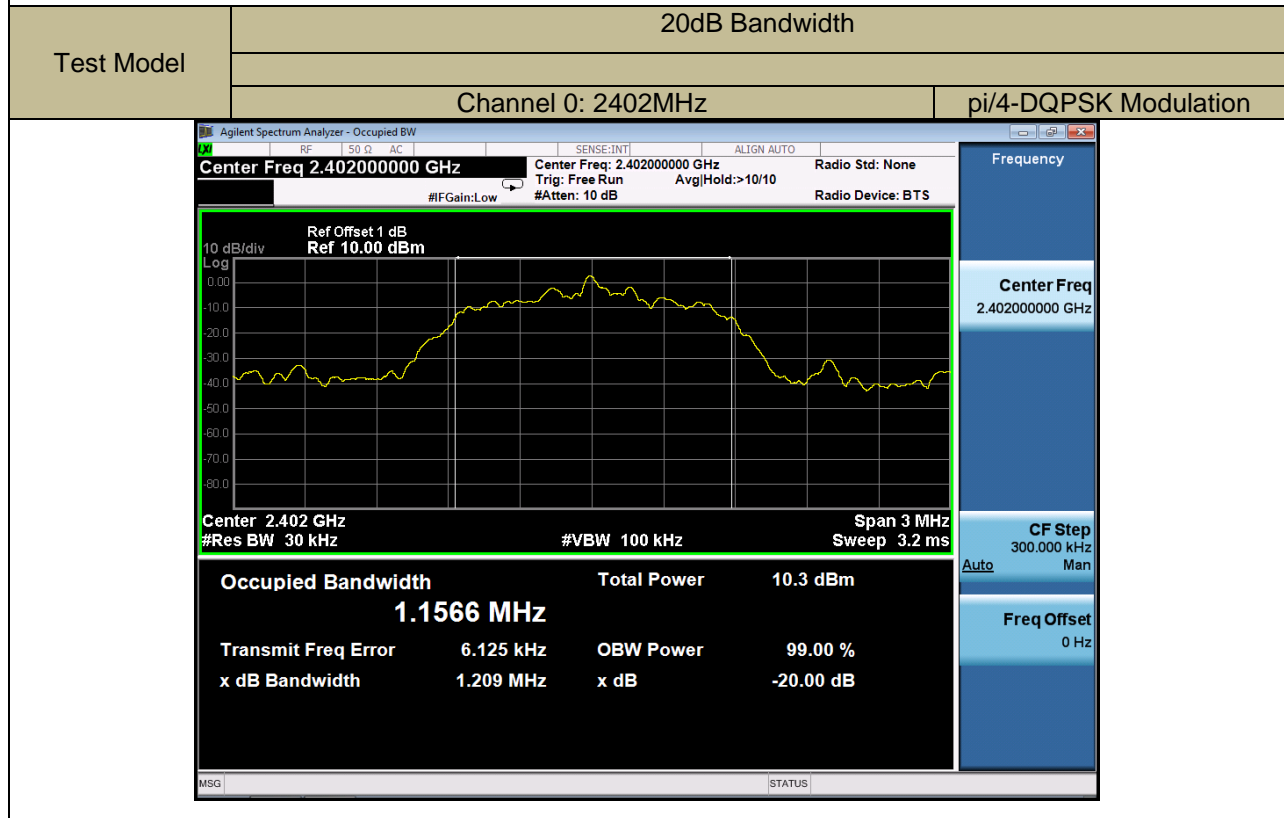 20dB Bandwidth
Test Model
Channel 0: 2402MHz pi/4-DQPSK Modulation
Agilent Spectrum Analyzer - Occupied BW
LXI RF 50 Ω AC SENSE:INT ALIGN AUTO
Center Freq 2.402000000 GHz
Center Freq: 2.402000000 GHz Radio Std: None
Trig: Free Run Avg|Hold:>10/10
#IFGain:Low #Atten: 10 dB Radio Device: BTS
Frequency
Ref Offset 1 dB
10 dB/div Ref 10.00 dBm
Log
0.00
-10.0
-20.0
-30.0
-40.0
-50.0
-60.0
-70.0
-80.0
Center Freq
2.402000000 GHz
Center 2.402 GHz Span 3 MHz
#Res BW 30 kHz #VBW 100 kHz Sweep 3.2 ms
CF Step
300.000 kHz
Auto Man
Occupied Bandwidth Total Power 10.3 dBm
1.1566 MHz
Transmit Freq Error 6.125 kHz OBW Power 99.00 %
x dB Bandwidth 1.209 MHz x dB -20.00 dB
Freq Offset
0 Hz
MSG STATUS